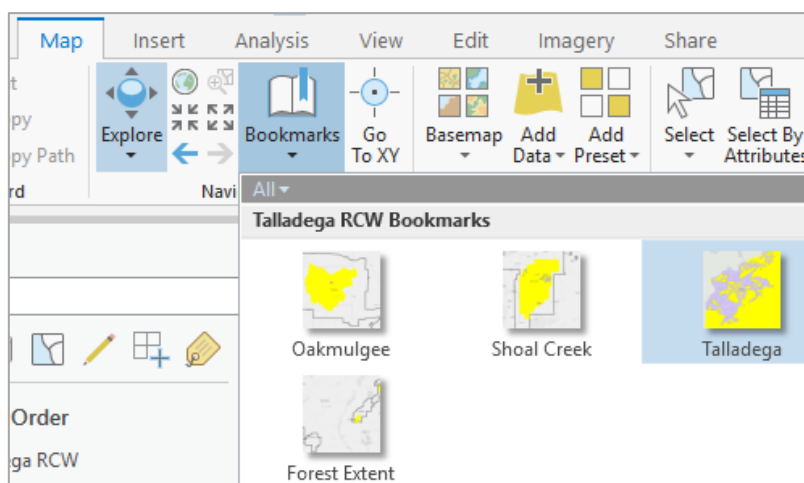 Map Insert Analysis View Edit Imagery Share
Explore Bookmarks Go To XY Basemap Add Data Add Preset Select Select By Attributes
py
py Path
rd Navi
All
Talladega RCW Bookmarks
Oakmulgee Shoal Creek Talladega
Forest Extent
Order
ga RCW